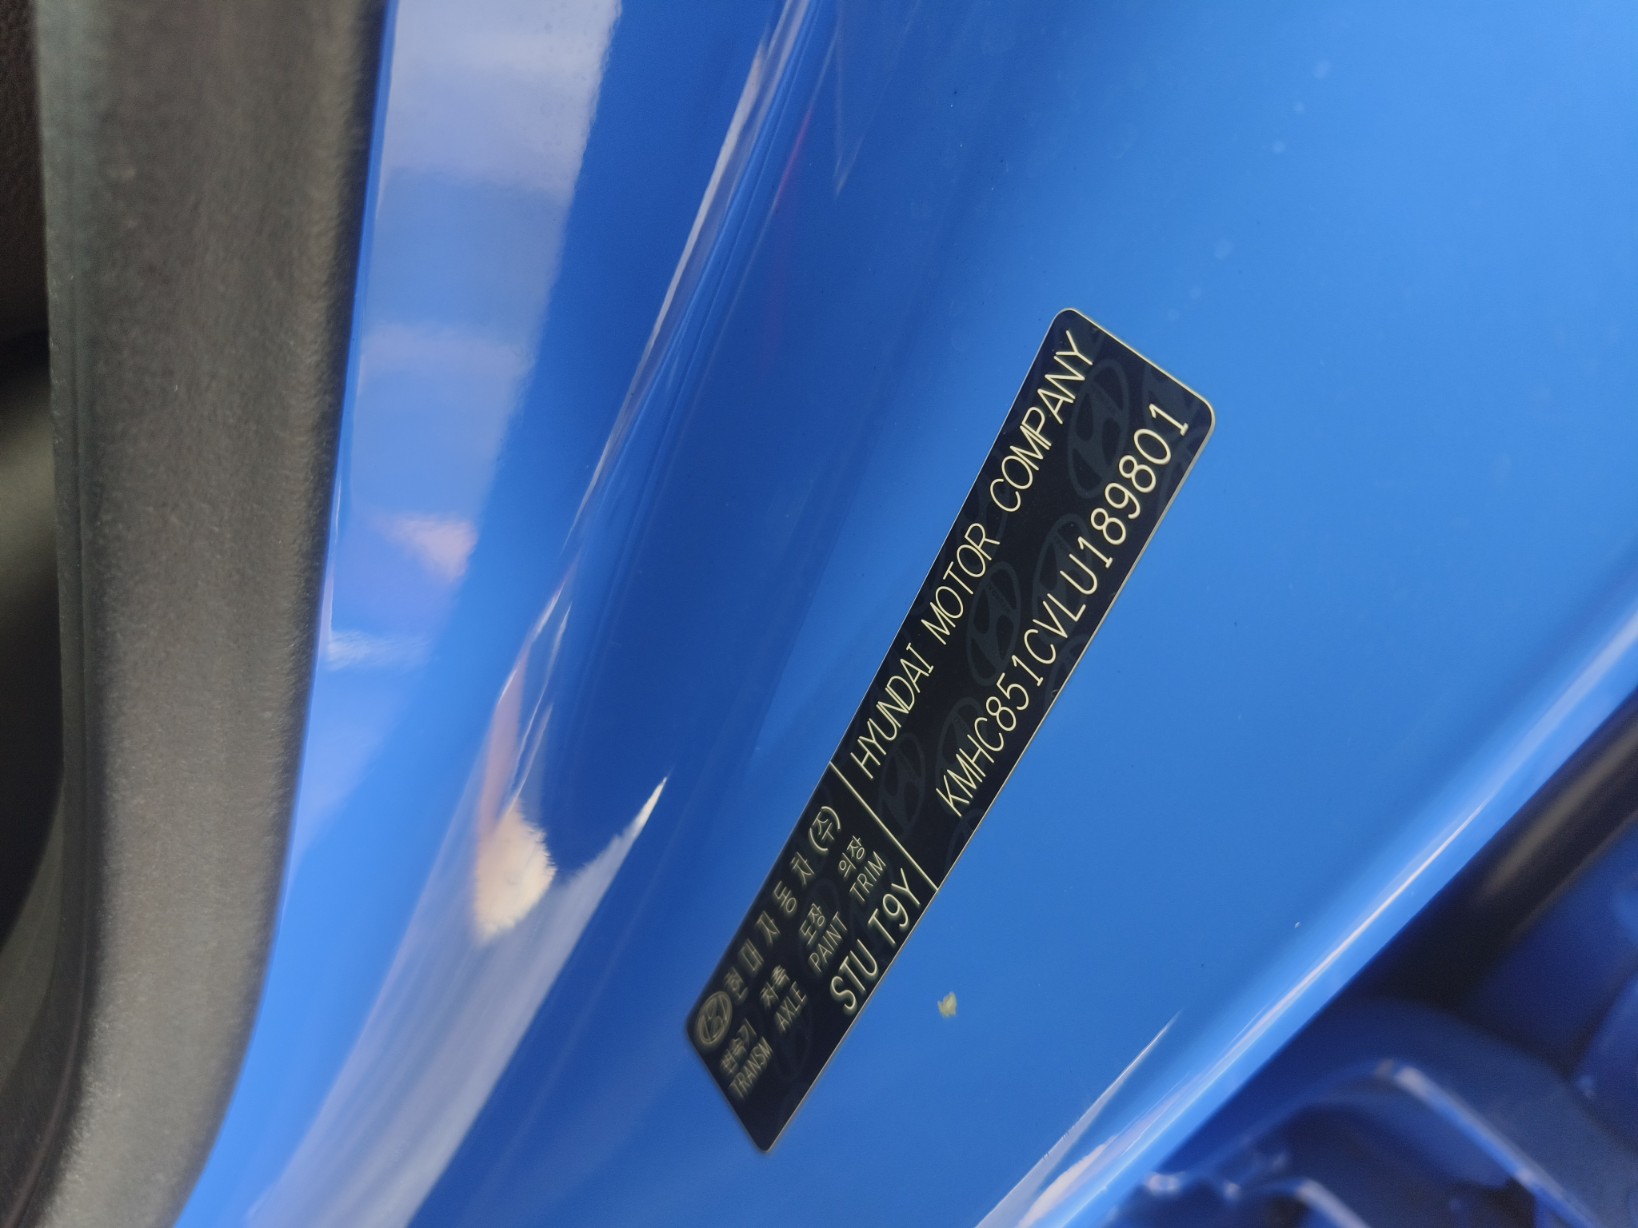 현대자동차(주)
HYUNDAI MOTOR COMPANY
변속기 차축 도장 의장
TRANSM AXLE PAINT TRIM
STU T9Y
KMHC851CVLU189801